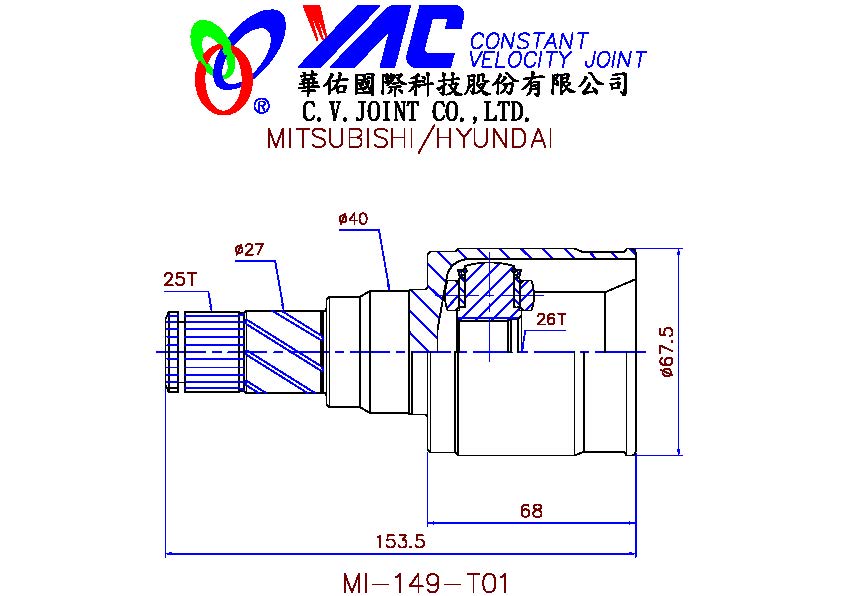 YAC CONSTANT
VELOCITY JOINT
華佑國際科技股份有限公司
®
C.V.JOINT CO.,LTD.
MITSUBISHI/HYUNDAI
ø40
ø27
25T
26T
ø67.5
68
153.5
MI-149-T01